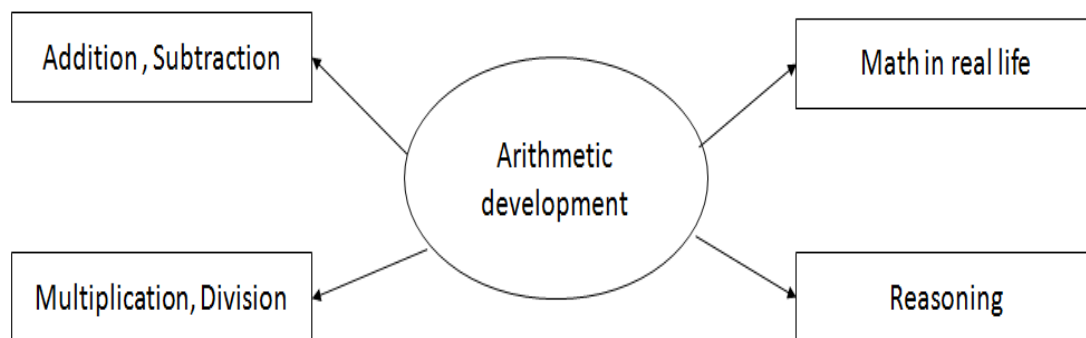 Addition , Subtraction
Math in real life
Arithmetic
development
Multiplication, Division
Reasoning